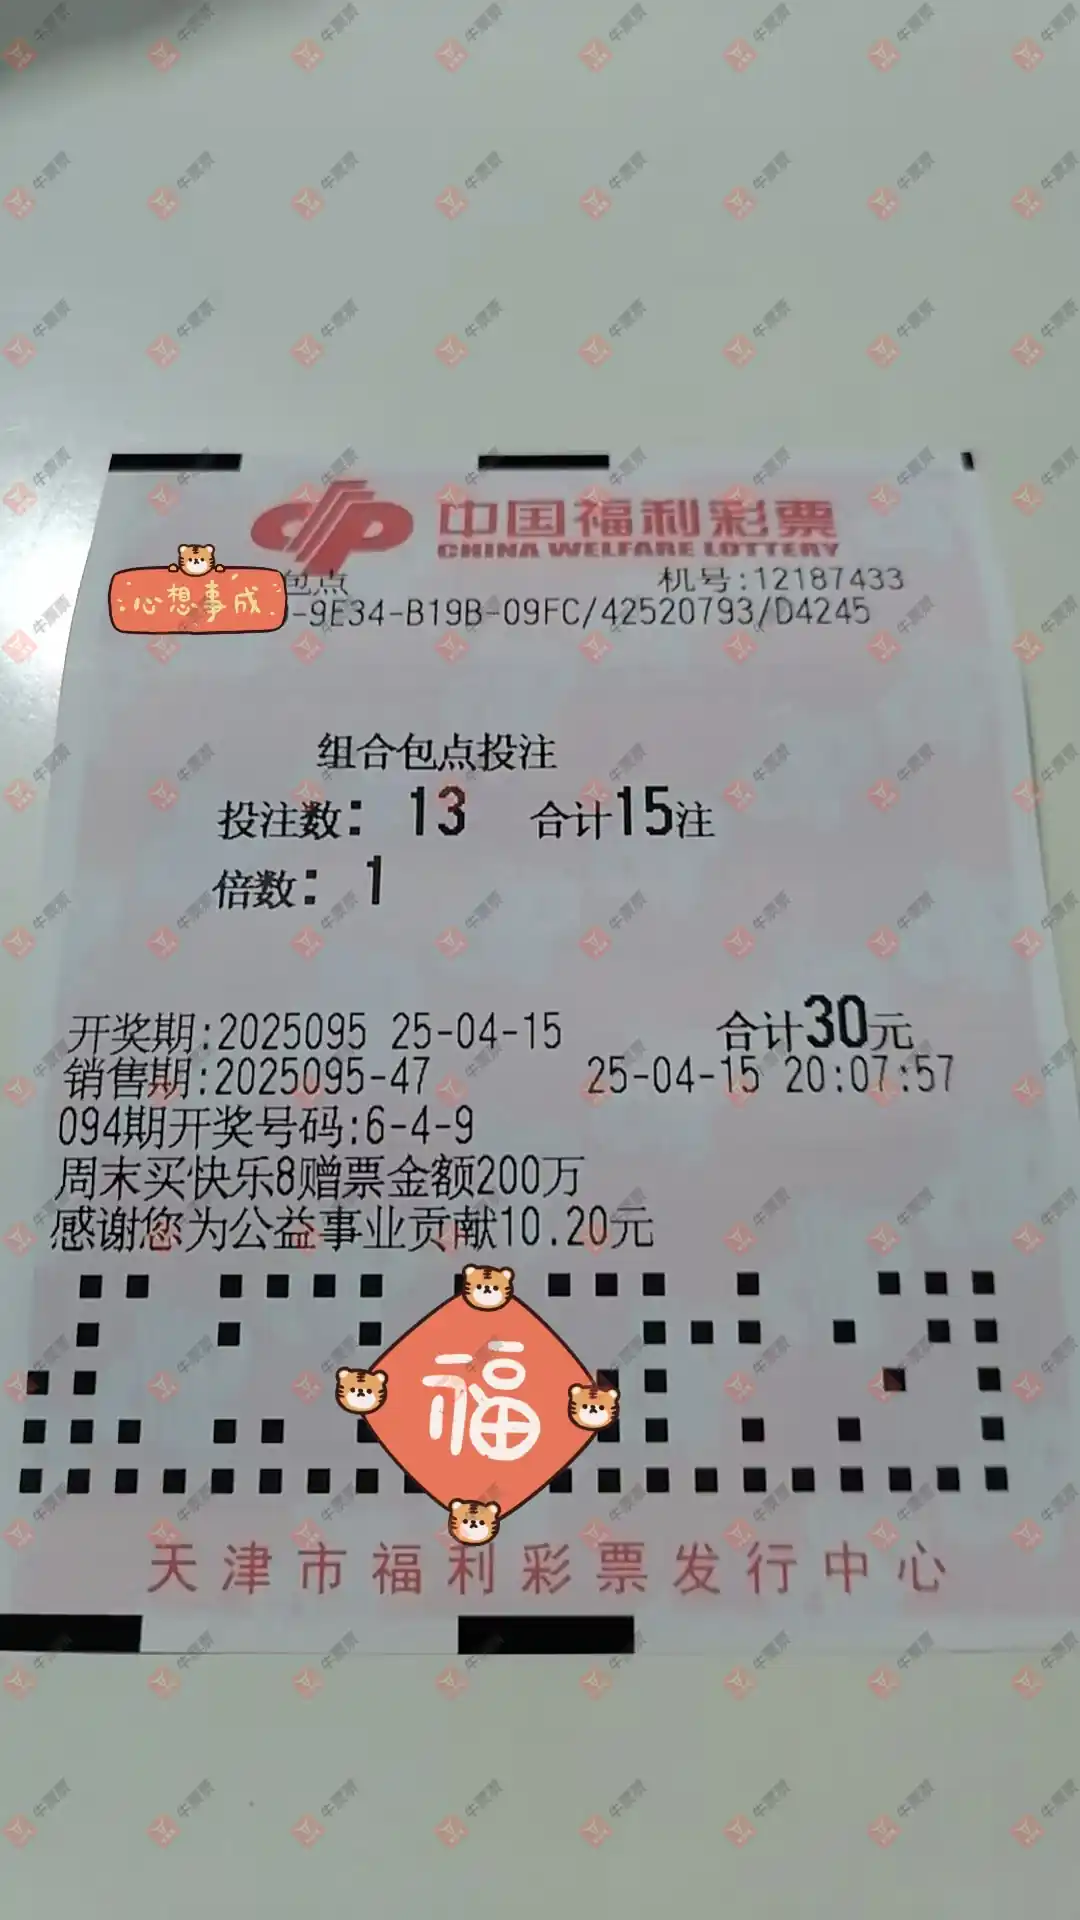 中国福利彩票
CHINA WELFARE LOTTERY
包点 机号:12187433
心想事成
-9E34-B19B-09FC/42520793/D4245
组合包点投注
投注数: 13 合计15注
倍数: 1
开奖期:2025095 25-04-15 合计30元
销售期:2025095-47 25-04-15 20:07:57
094期开奖号码:6-4-9
周末买快乐8赠票金额200万
感谢您为公益事业贡献10.20元
福
天津市福利彩票发行中心